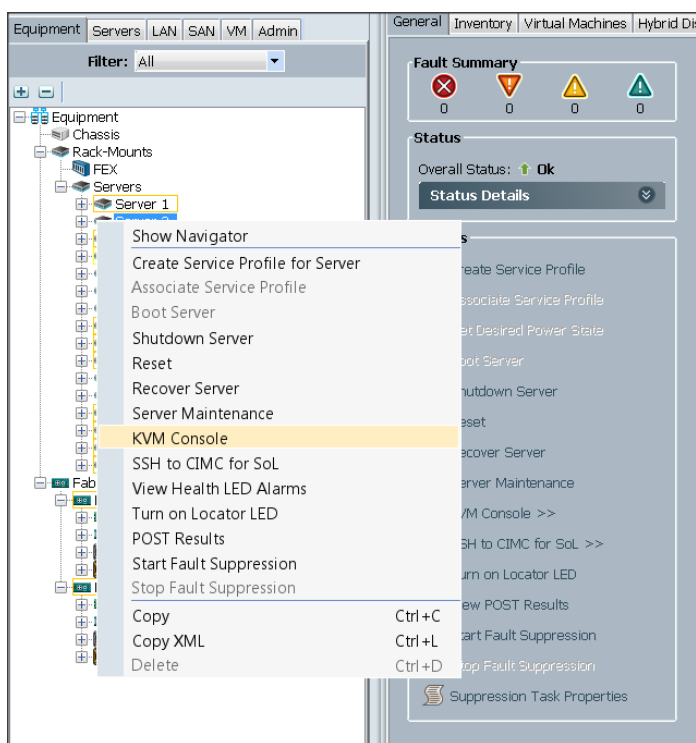 Equipment Servers LAN SAN VM Admin
Filter: All
Equipment
Chassis
Rack-Mounts
FEX
Servers
Server 1
Show Navigator
Create Service Profile for Server
Associate Service Profile
Boot Server
Shutdown Server
Reset
Recover Server
Server Maintenance
KVM Console
SSH to CIMC for SoL
View Health LED Alarms
Turn on Locator LED
POST Results
Start Fault Suppression
Stop Fault Suppression
Copy Ctrl+C
Copy XML Ctrl+L
Delete Ctrl+D
Fab
General Inventory Virtual Machines Hybrid Dis
Fault Summary
0 0 0 0
Status
Overall Status: Ok
Status Details
s
reate Service Profile
ssociate Service Profile
et Desired Power State
oot Server
hutdown Server
eset
ecover Server
erver Maintenance
VM Console >>
SH to CIMC for SoL >>
urn on Locator LED
ew POST Results
tart Fault Suppression
top Fault Suppression
Suppression Task Properties